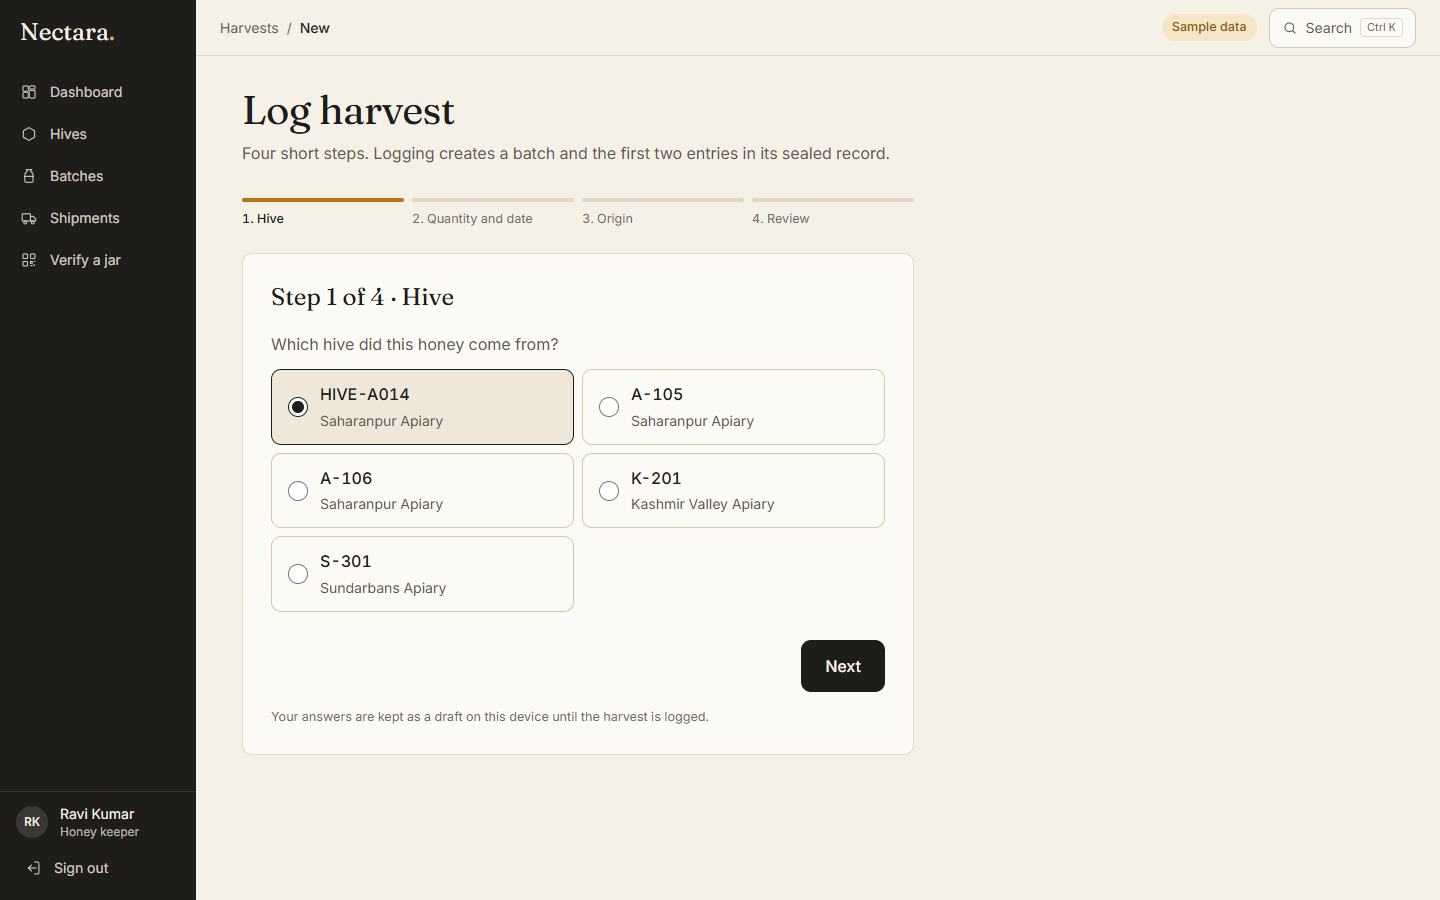 Nectara.
Dashboard
Hives
Batches
Shipments
Verify a jar
Ravi Kumar
RK
Honey keeper
Sign out
Harvests / New
Sample data
Search Ctrl K
Log harvest
Four short steps. Logging creates a batch and the first two entries in its sealed record.
1. Hive
2. Quantity and date
3. Origin
4. Review
Step 1 of 4 · Hive
Which hive did this honey come from?
HIVE-A014
Saharanpur Apiary
A-105
Saharanpur Apiary
A-106
Saharanpur Apiary
K-201
Kashmir Valley Apiary
S-301
Sundarbans Apiary
Next
Your answers are kept as a draft on this device until the harvest is logged.